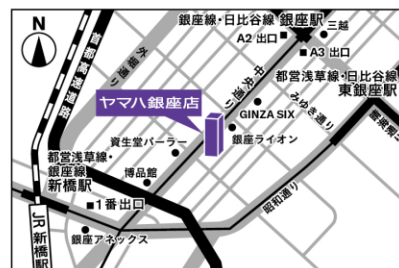 N
首都高速道路
外堀通り
銀座線・日比谷線
銀座駅
A2 出口
三越
A3 出口
中央通り
都営浅草線・日比谷線
東銀座駅
みゆき通り
ヤマハ銀座店
GINZA SIX
銀座ライオン
資生堂パーラー
都営浅草線・
銀座線
新橋駅
博品館
1番出口
昭和通り
銀座アネックス
JR新橋駅